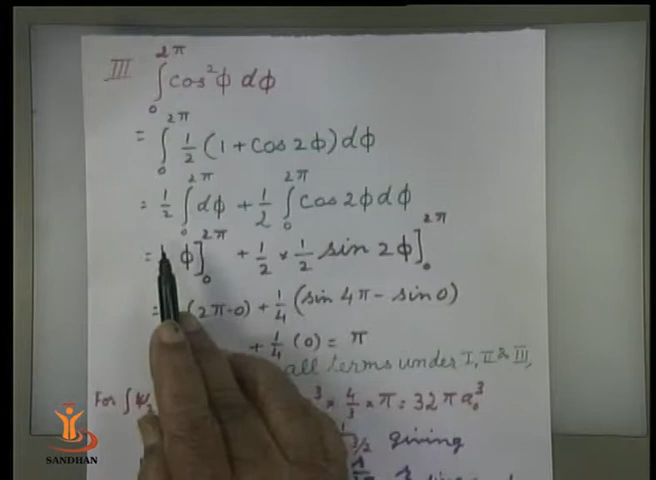 III ∫₀^2π cos²φ dφ
= ∫₀^2π 1/2 (1 + cos 2φ) dφ
= 1/2 ∫₀^2π dφ + 1/2 ∫₀^2π cos 2φ dφ
= φ]₀^2π + 1/2 × 1/2 sin 2φ]₀^2π
= (2π-0) + 1/4 (sin 4π - sin 0)
+ 1/4 (0) = π
all terms under I, II & III,
For ∫ψ ³ × 4/3 × π = 32 π a₀³
giving
SANDHAN